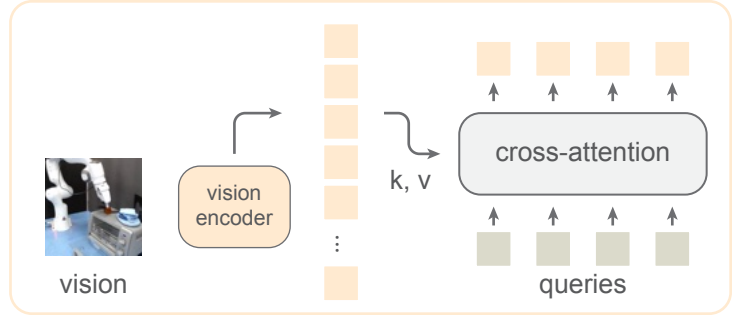 vision
vision
encoder
⋮
k, v
cross-attention
queries